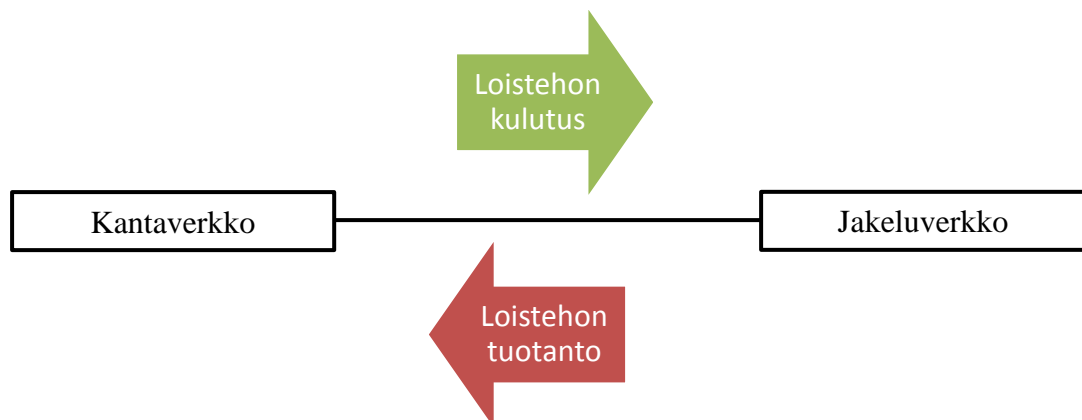 Loistehon
kulutus
Kantaverkko
Jakeluverkko
Loistehon
tuotanto